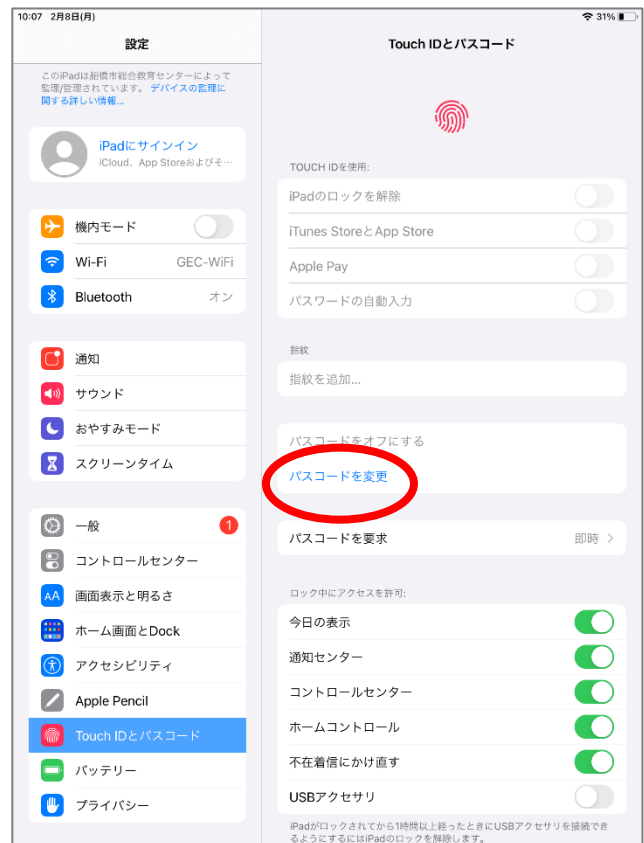 10:07 2月8日(月)
31%
設定
このiPadは船橋市総合教育センターによって
監理/管理されています。デバイスの監理に
関する詳しい情報...
iPadにサインイン
iCloud、App Storeおよびそ…
機内モード
Wi-Fi GEC-WiFi
Bluetooth オン
通知
サウンド
おやすみモード
スクリーンタイム
一般 1
コントロールセンター
AA 画面表示と明るさ
ホーム画面とDock
アクセシビリティ
Apple Pencil
Touch IDとパスコード
バッテリー
プライバシー
Touch IDとパスコード
TOUCH IDを使用:
iPadのロックを解除
iTunes StoreとApp Store
Apple Pay
パスワードの自動入力
指紋
指紋を追加...
パスコードをオフにする
パスコードを変更
パスコードを要求 即時
ロック中にアクセスを許可:
今日の表示
通知センター
コントロールセンター
ホームコントロール
不在着信にかけ直す
USBアクセサリ
iPadがロックされてから1時間以上経ったときにUSBアクセサリを接続でき
るようにするにはiPadのロックを解除します。